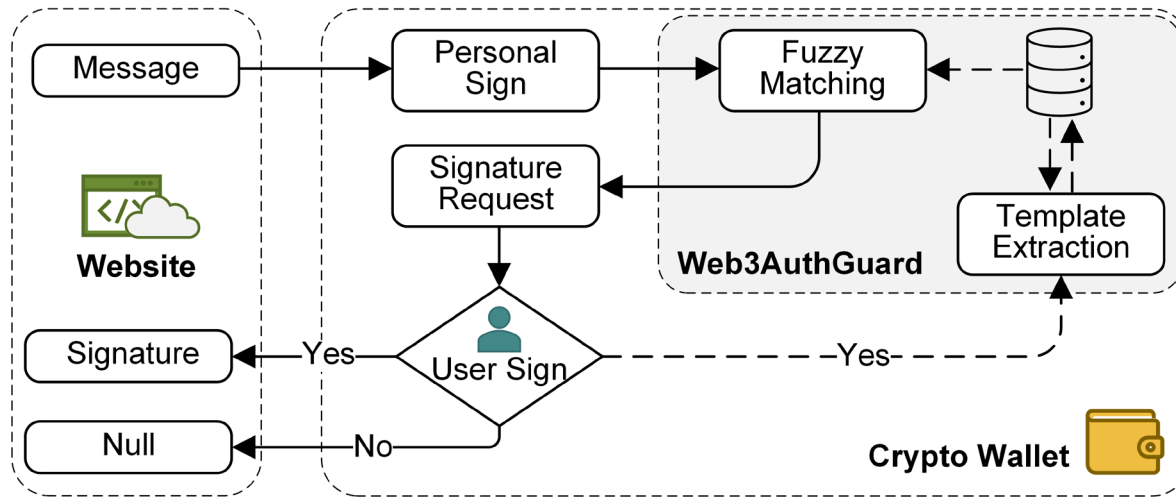 Message
Personal
Sign
Fuzzy
Matching
Signature
Request
</>
Website
Template
Extraction
Web3AuthGuard
Signature
Yes
User Sign
Yes
Null
No
Crypto Wallet